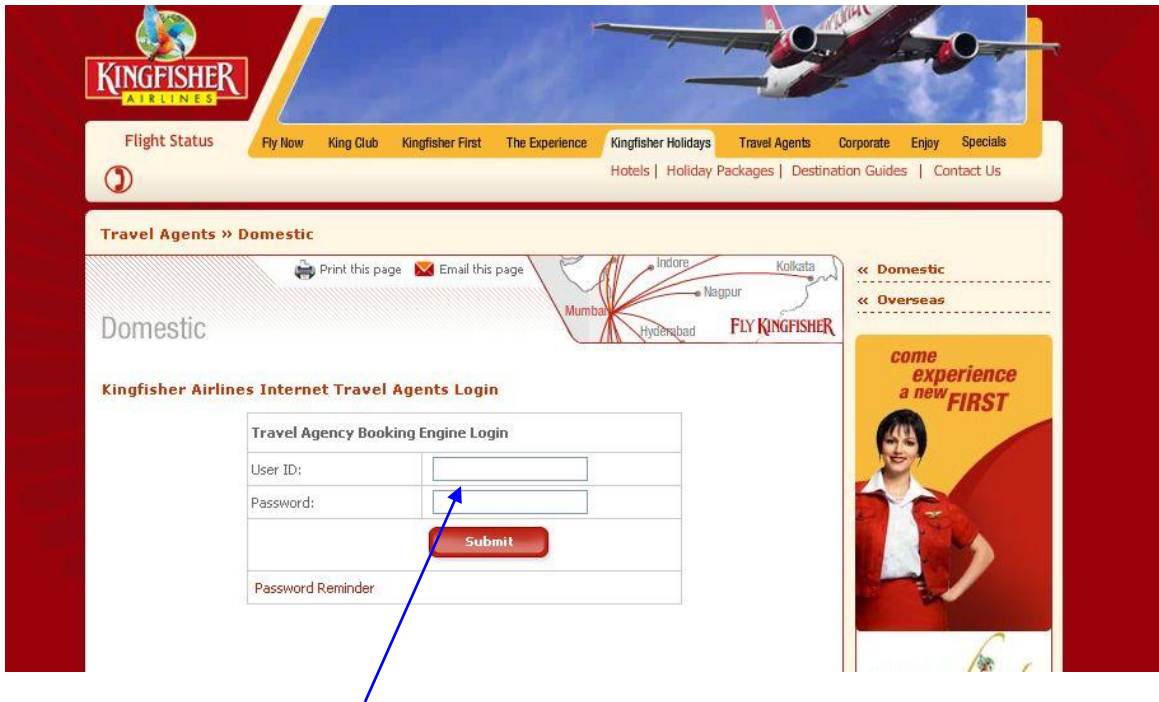 KINGFISHER
AIRLINES
Flight Status
Fly Now King Club Kingfisher First The Experience Kingfisher Holidays Travel Agents Corporate Enjoy Specials
Hotels | Holiday Packages | Destination Guides | Contact Us
Travel Agents » Domestic
Print this page Email this page
Indore
Kolkata
Nagpur
Mumbai
Hyderabad
FLY KINGFISHER
Domestic
« Domestic
« Overseas
come
experience
a new FIRST
Kingfisher Airlines Internet Travel Agents Login
Travel Agency Booking Engine Login
User ID:
Password:
Submit
Password Reminder